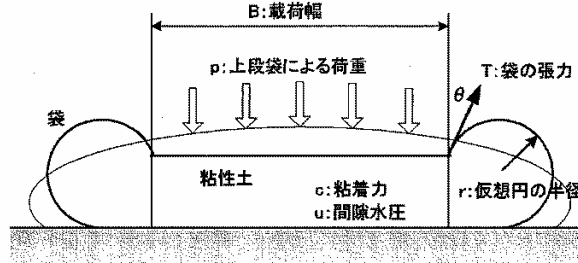 B:載荷幅
p:上段袋による荷重
T:袋の張力
θ
袋
粘性土
c:粘着力
u:間隙水圧
r:仮想円の半径